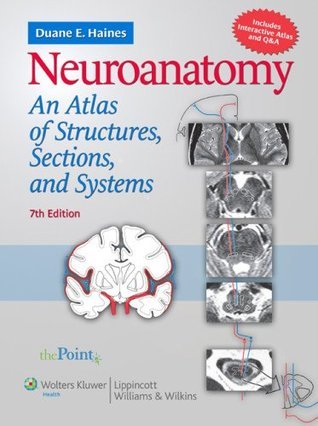 Duane E. Haines
Includes
Interactive Atlas
and Q&A
Neuroanatomy
An Atlas
of Structures,
Sections,
and Systems
7th Edition
thePoint
Wolters Kluwer
Health
Lippincott
Williams & Wilkins